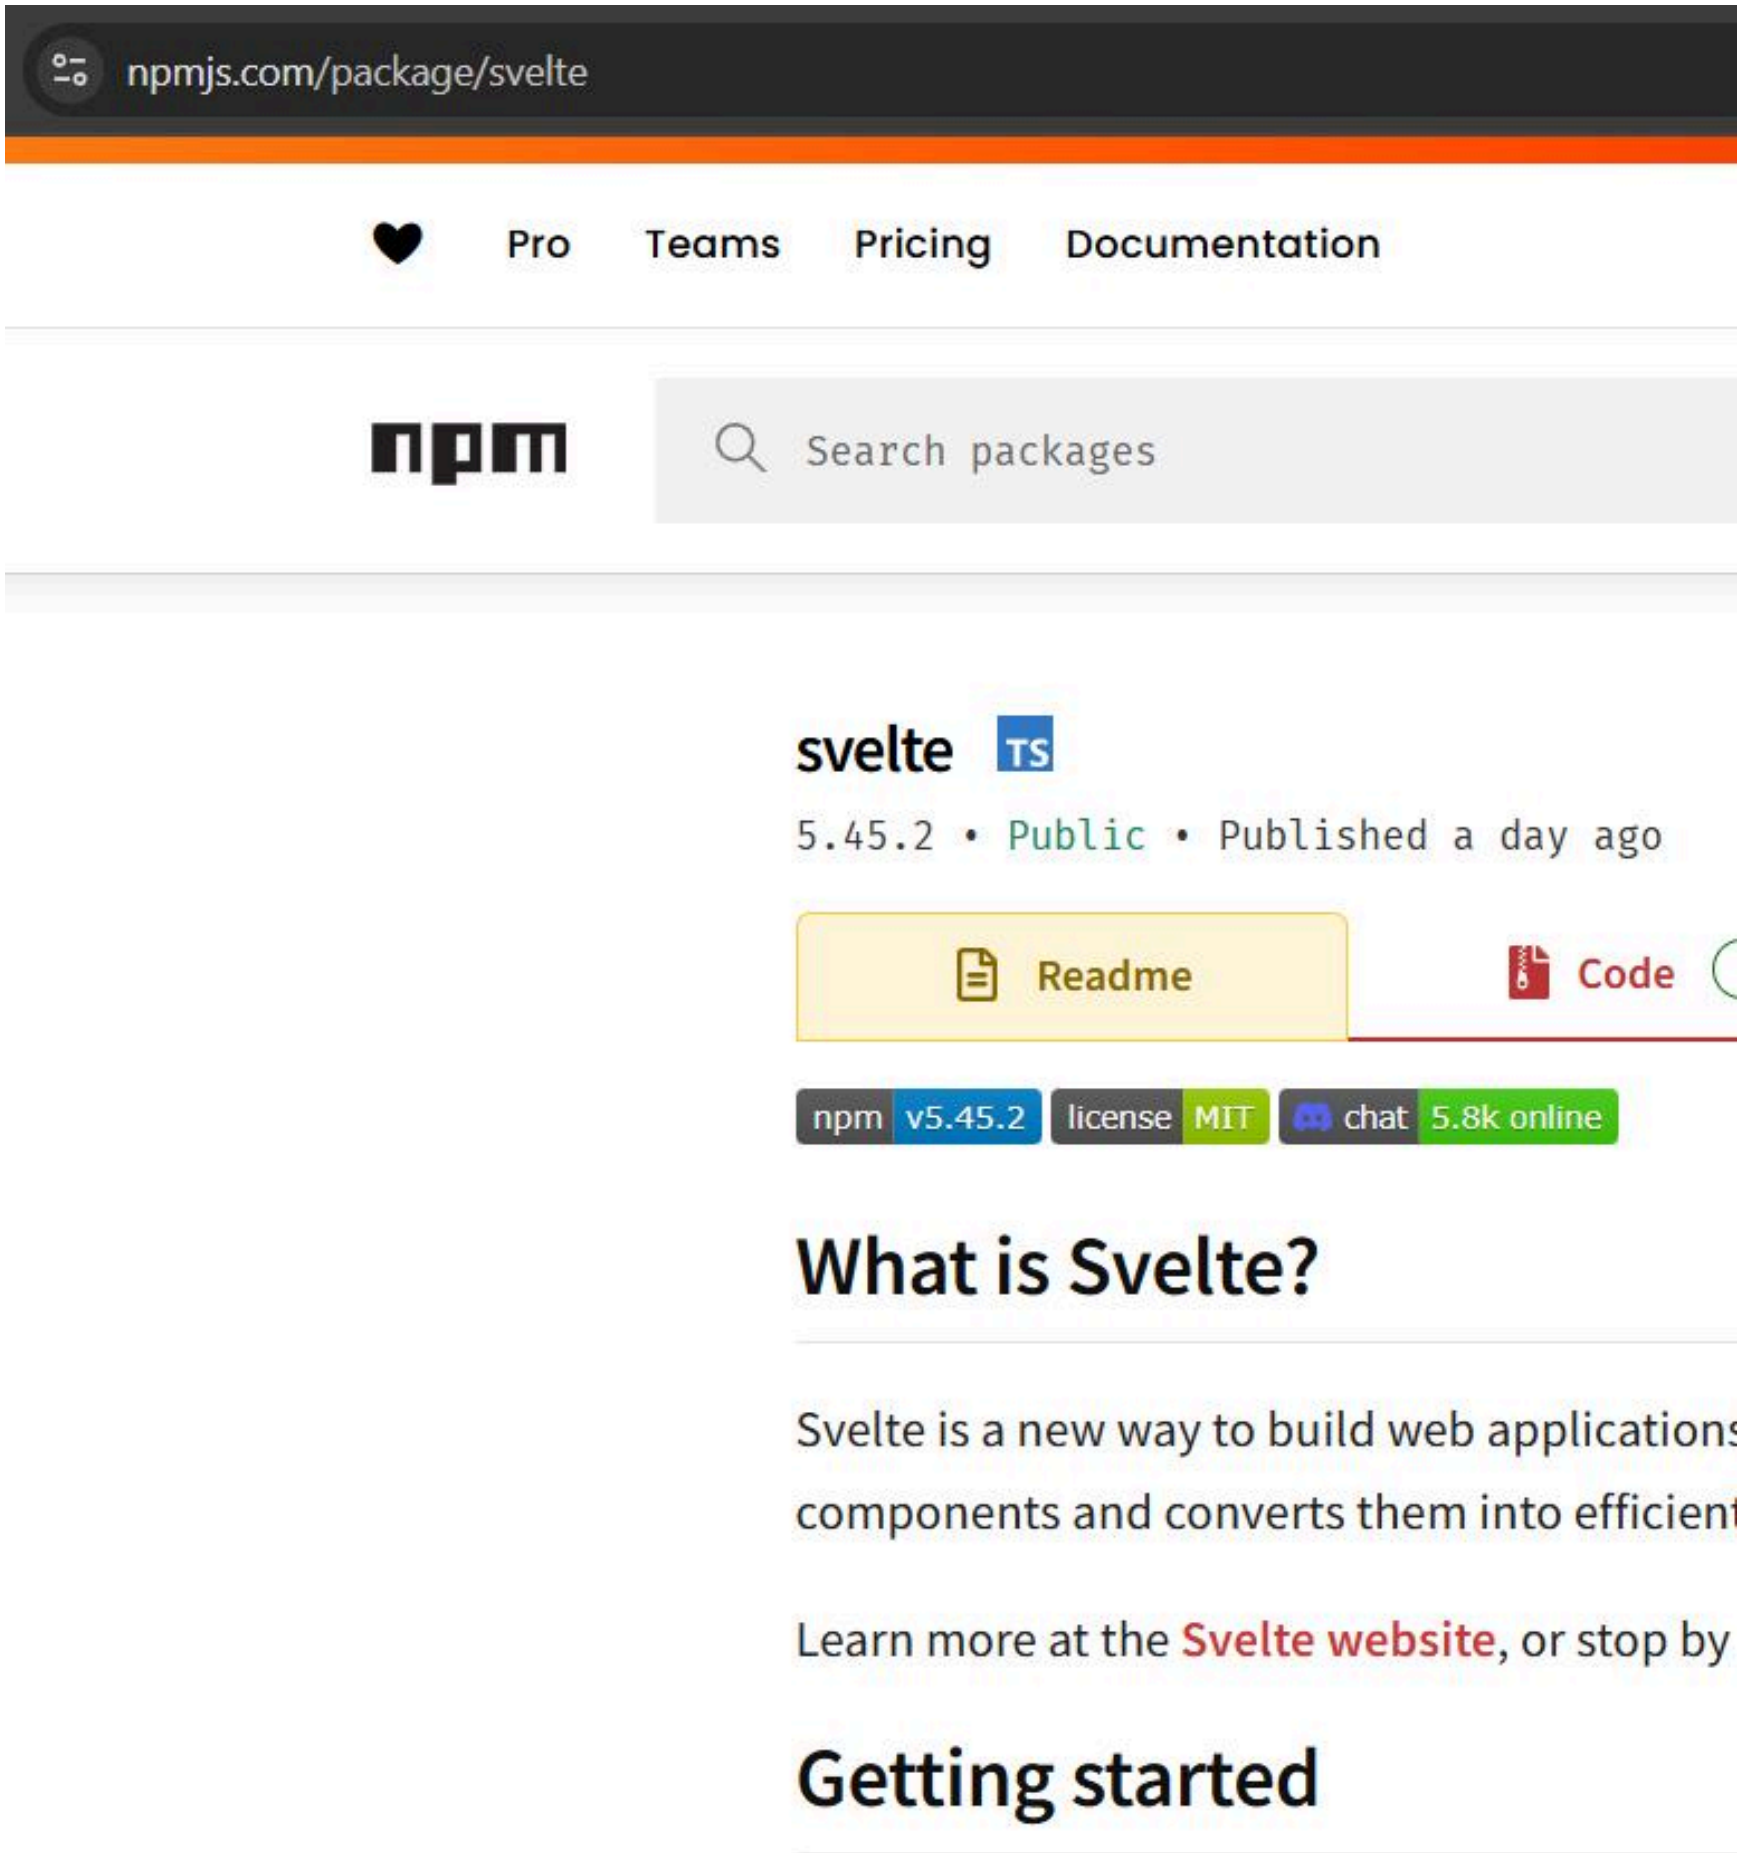 npmjs.com/package/svelte
Pro Teams Pricing Documentation
npm Search packages
svelte TS
5.45.2 • Public • Published a day ago
Readme Code
npm v5.45.2 license MIT chat 5.8k online
What is Svelte?
Svelte is a new way to build web applications
components and converts them into efficient
Learn more at the Svelte website, or stop by
Getting started